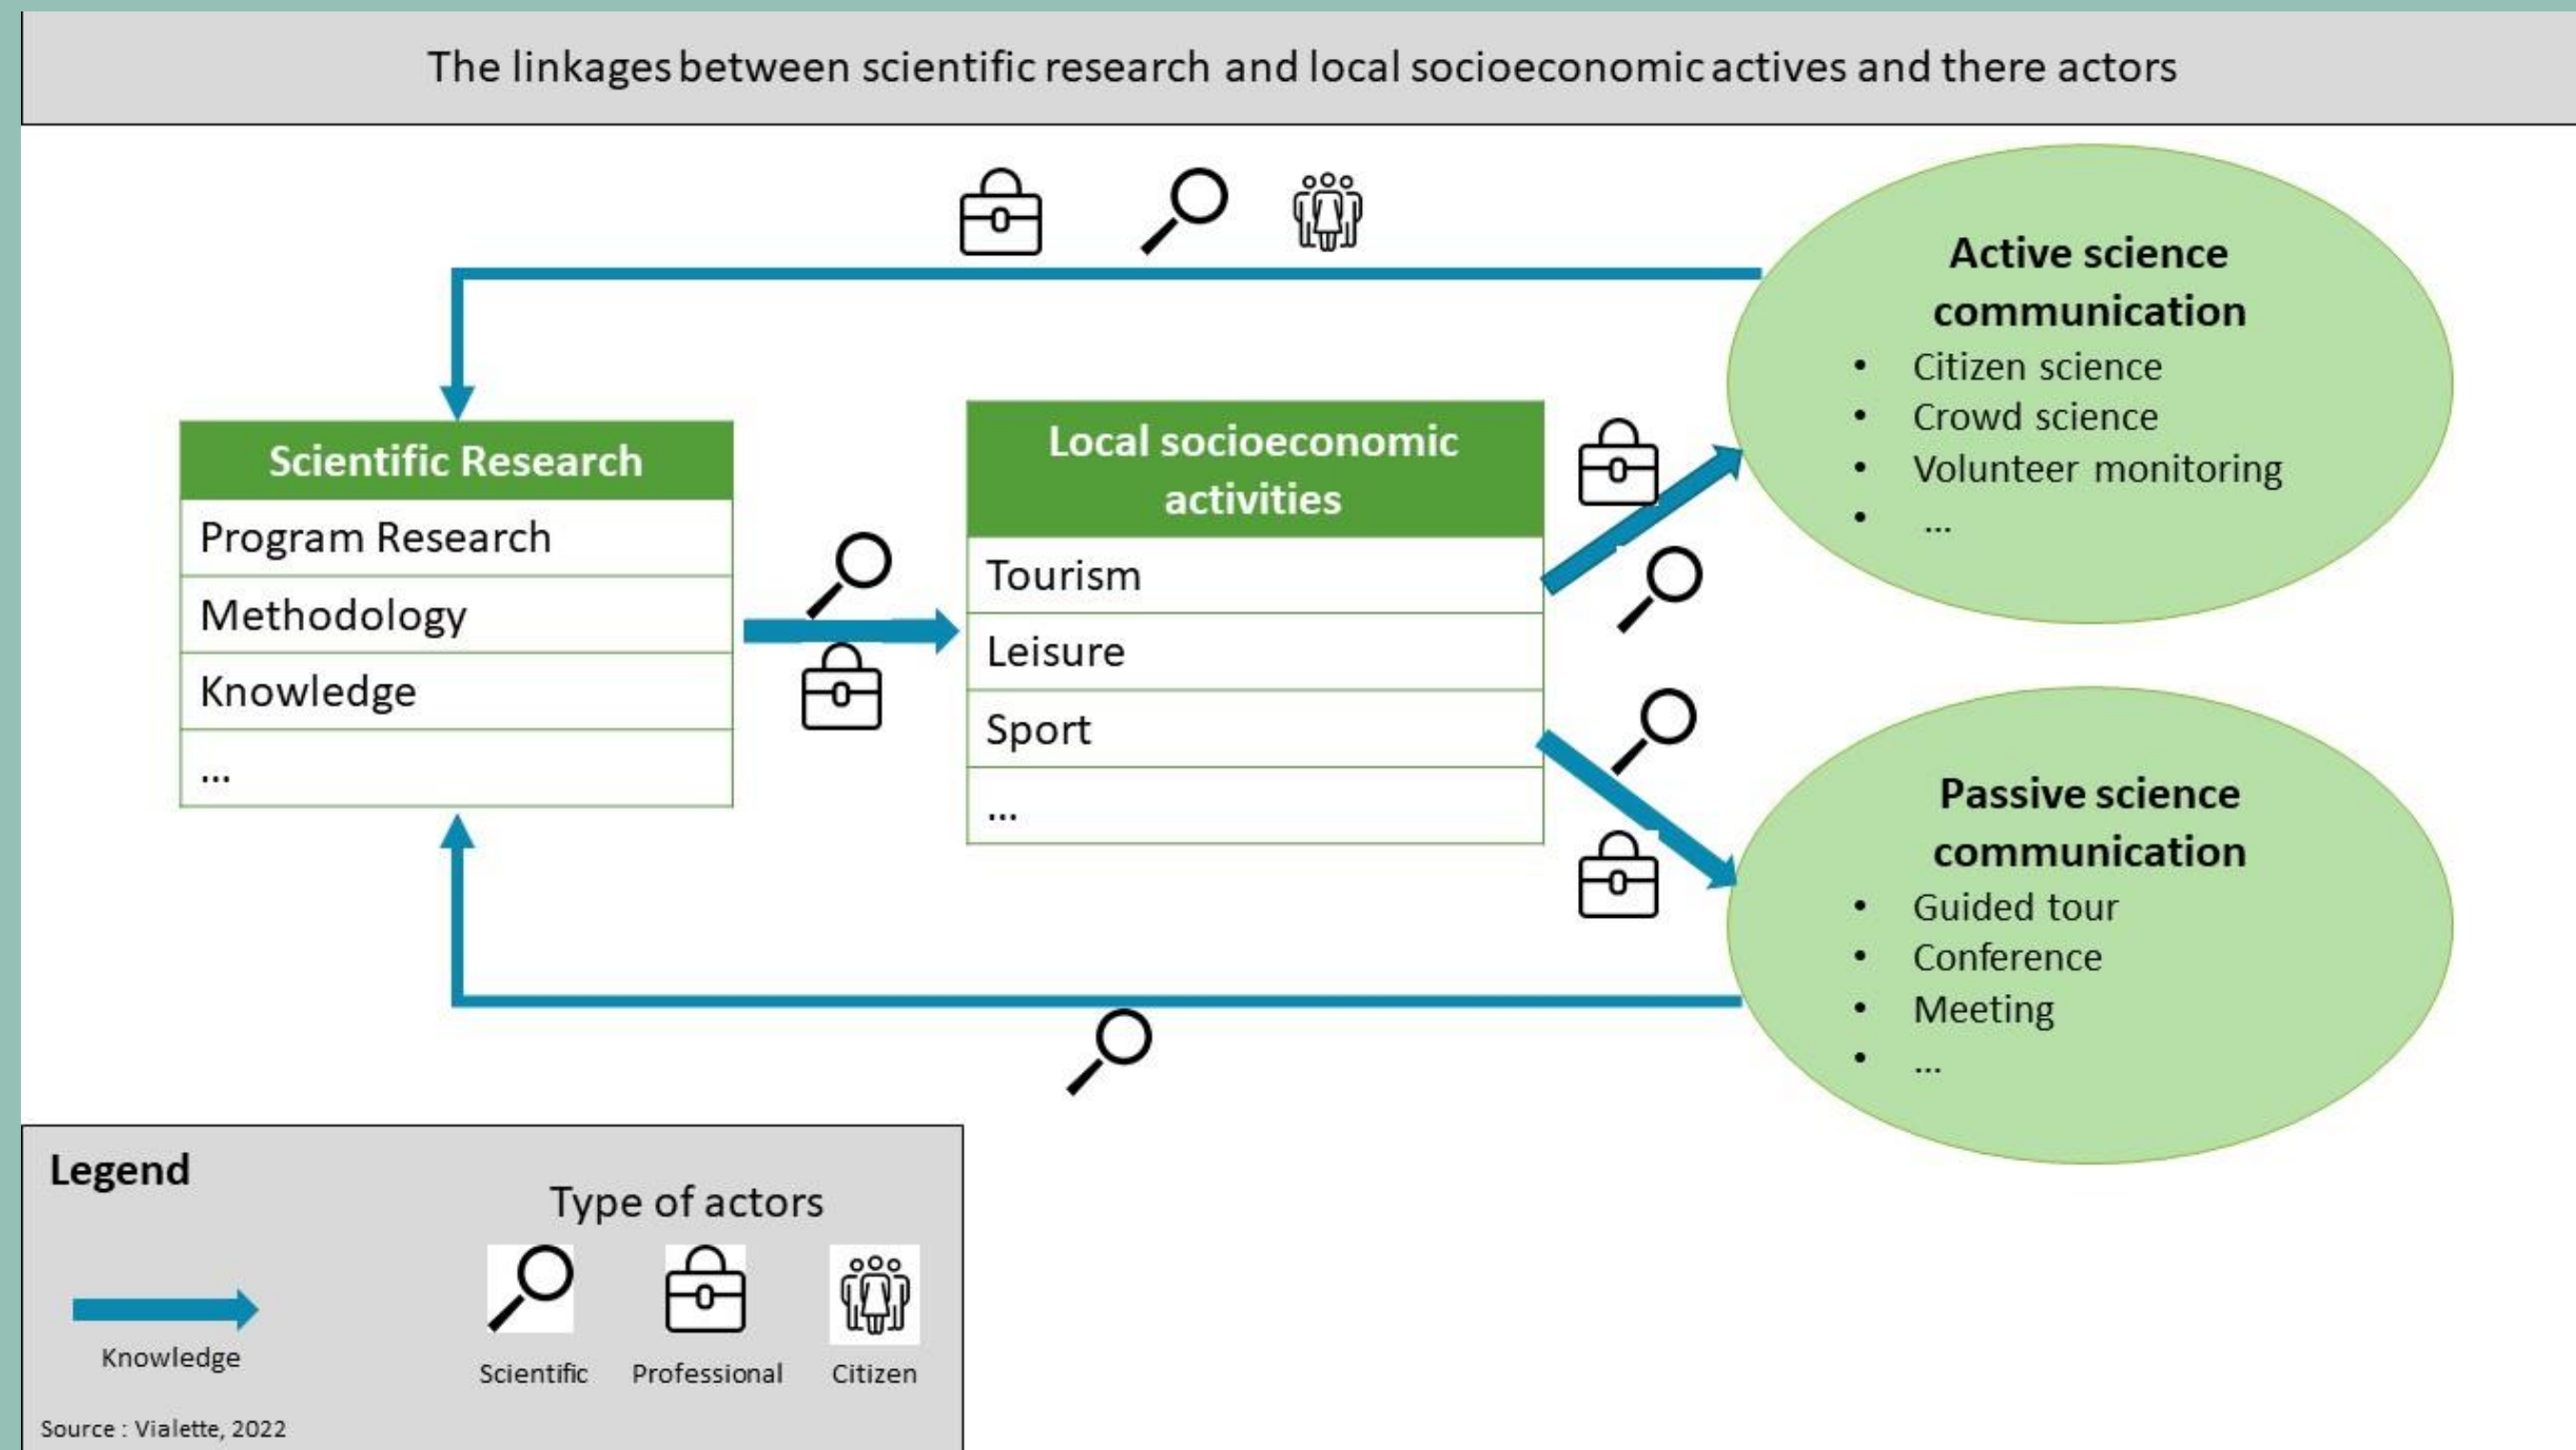 The linkages between scientific research and local socioeconomic actives and there actors
Active science
communication
• Citizen science
• Crowd science
• Volunteer monitoring
• ...
Scientific Research
Program Research
Methodology
Knowledge
...
Local socioeconomic
activities
Tourism
Leisure
Sport
...
Passive science
communication
• Guided tour
• Conference
• Meeting
• ...
Legend
Type of actors
Knowledge
Scientific
Professional
Citizen
Source : Vialette, 2022